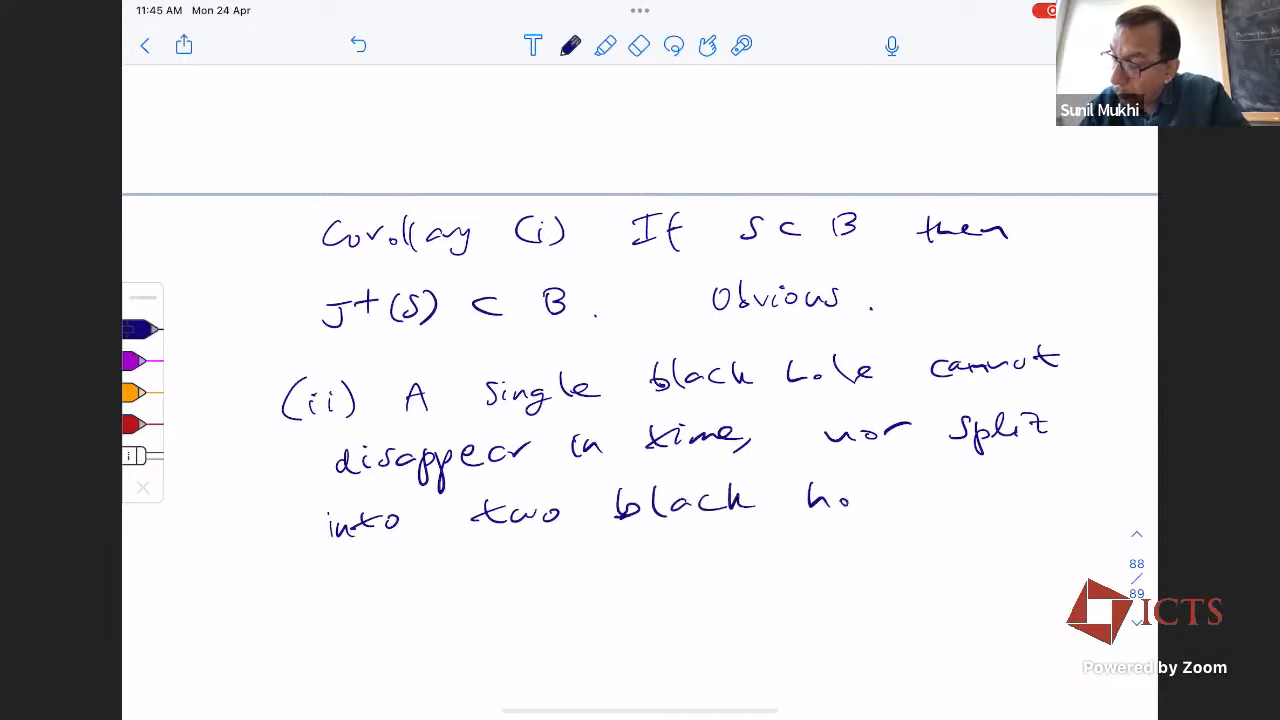 11:45 AM Mon 24 Apr
Sunil Mukhi
Corollary (i) If S ⊂ B then
J+(S) ⊂ B. Obvious.
(ii) A single black hole cannot
disappear in time, nor split
into two black ho
88
/
89
ICTS
Powered by Zoom